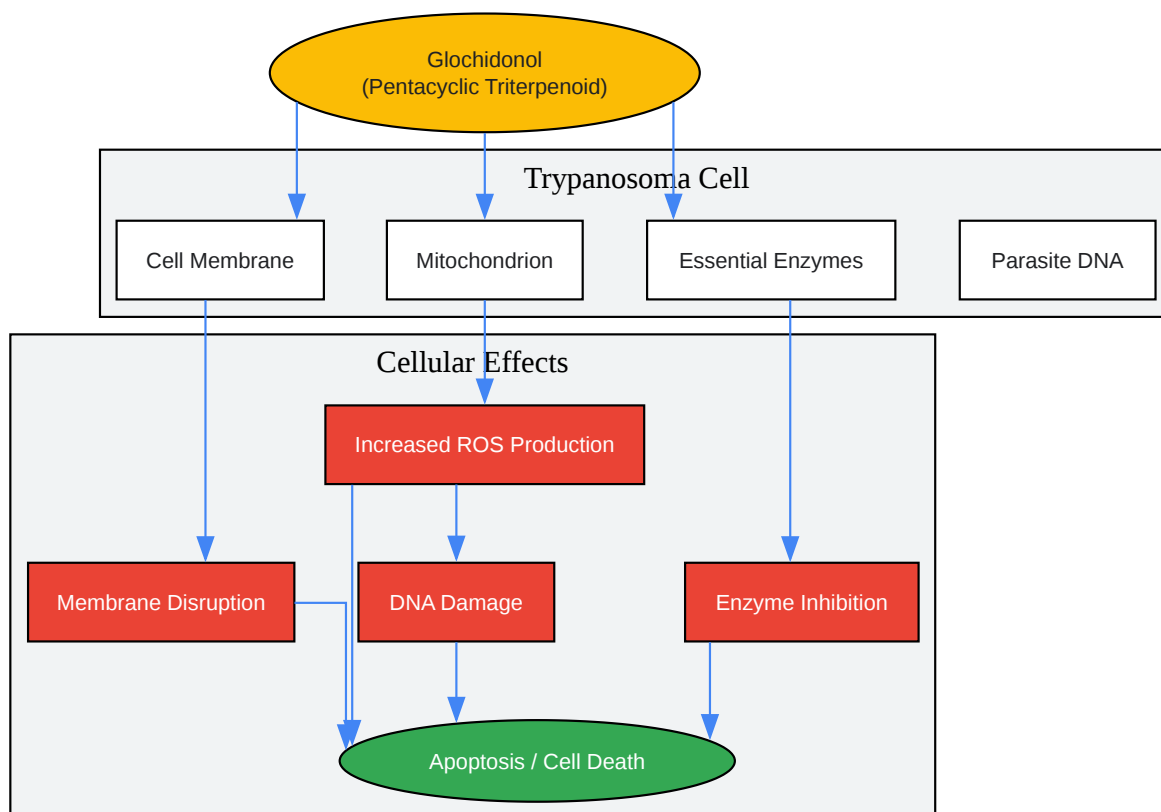 Glochidonol
(Pentacyclic Triterpenoid)
Trypanosoma Cell
Cell Membrane
Mitochondrion
Essential Enzymes
Parasite DNA
Cellular Effects
Increased ROS Production
Membrane Disruption
DNA Damage
Enzyme Inhibition
Apoptosis / Cell Death